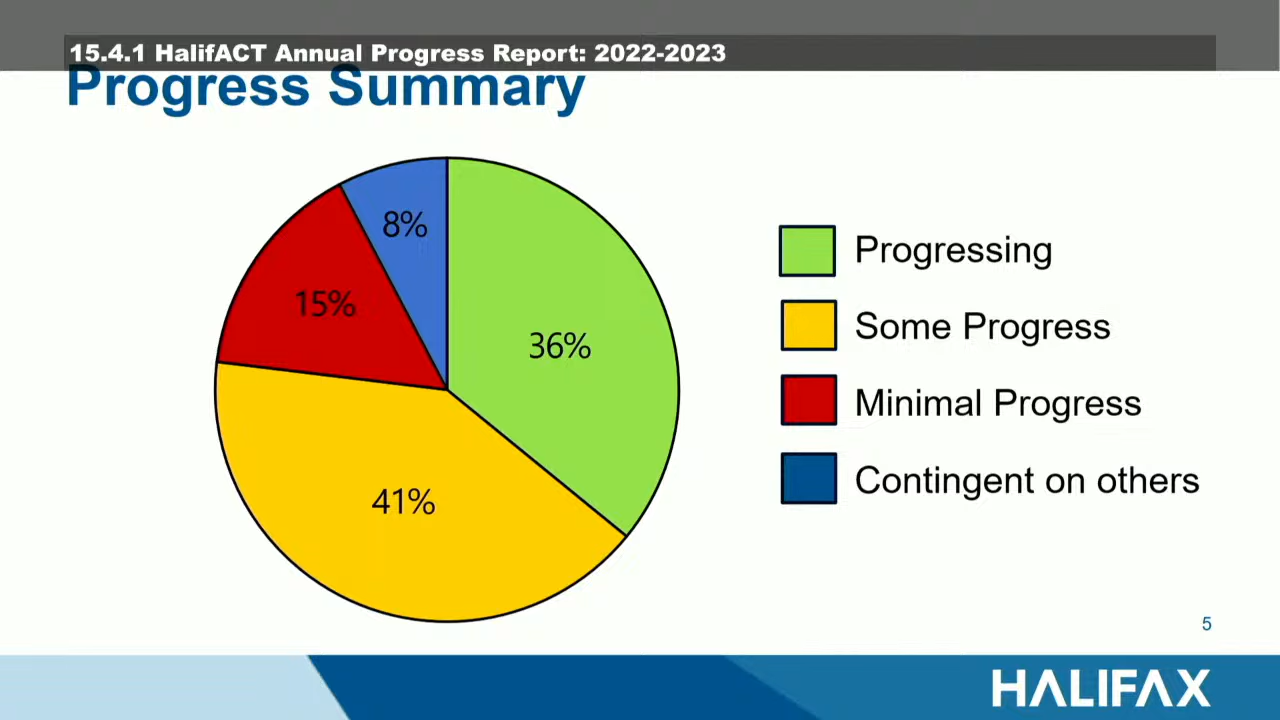 15.4.1 HalifACT Annual Progress Report: 2022-2023
Progress Summary
8%
15%
36%
41%
Progressing
Some Progress
Minimal Progress
Contingent on others
5
HALIFAX